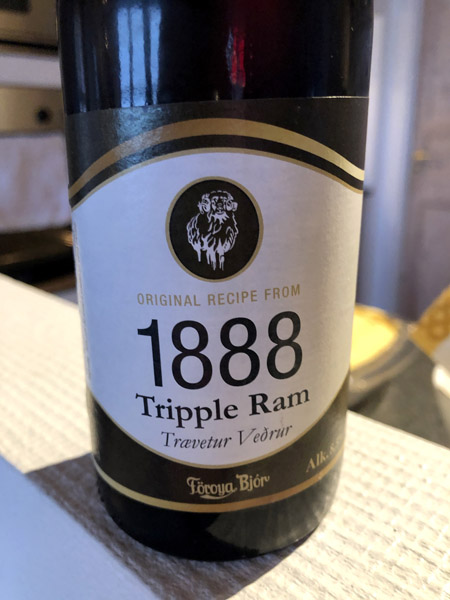 ORIGINAL RECIPE FROM
1888
Tripple Ram
Trævetur Veðrur
Föroya Bjór
Alk.